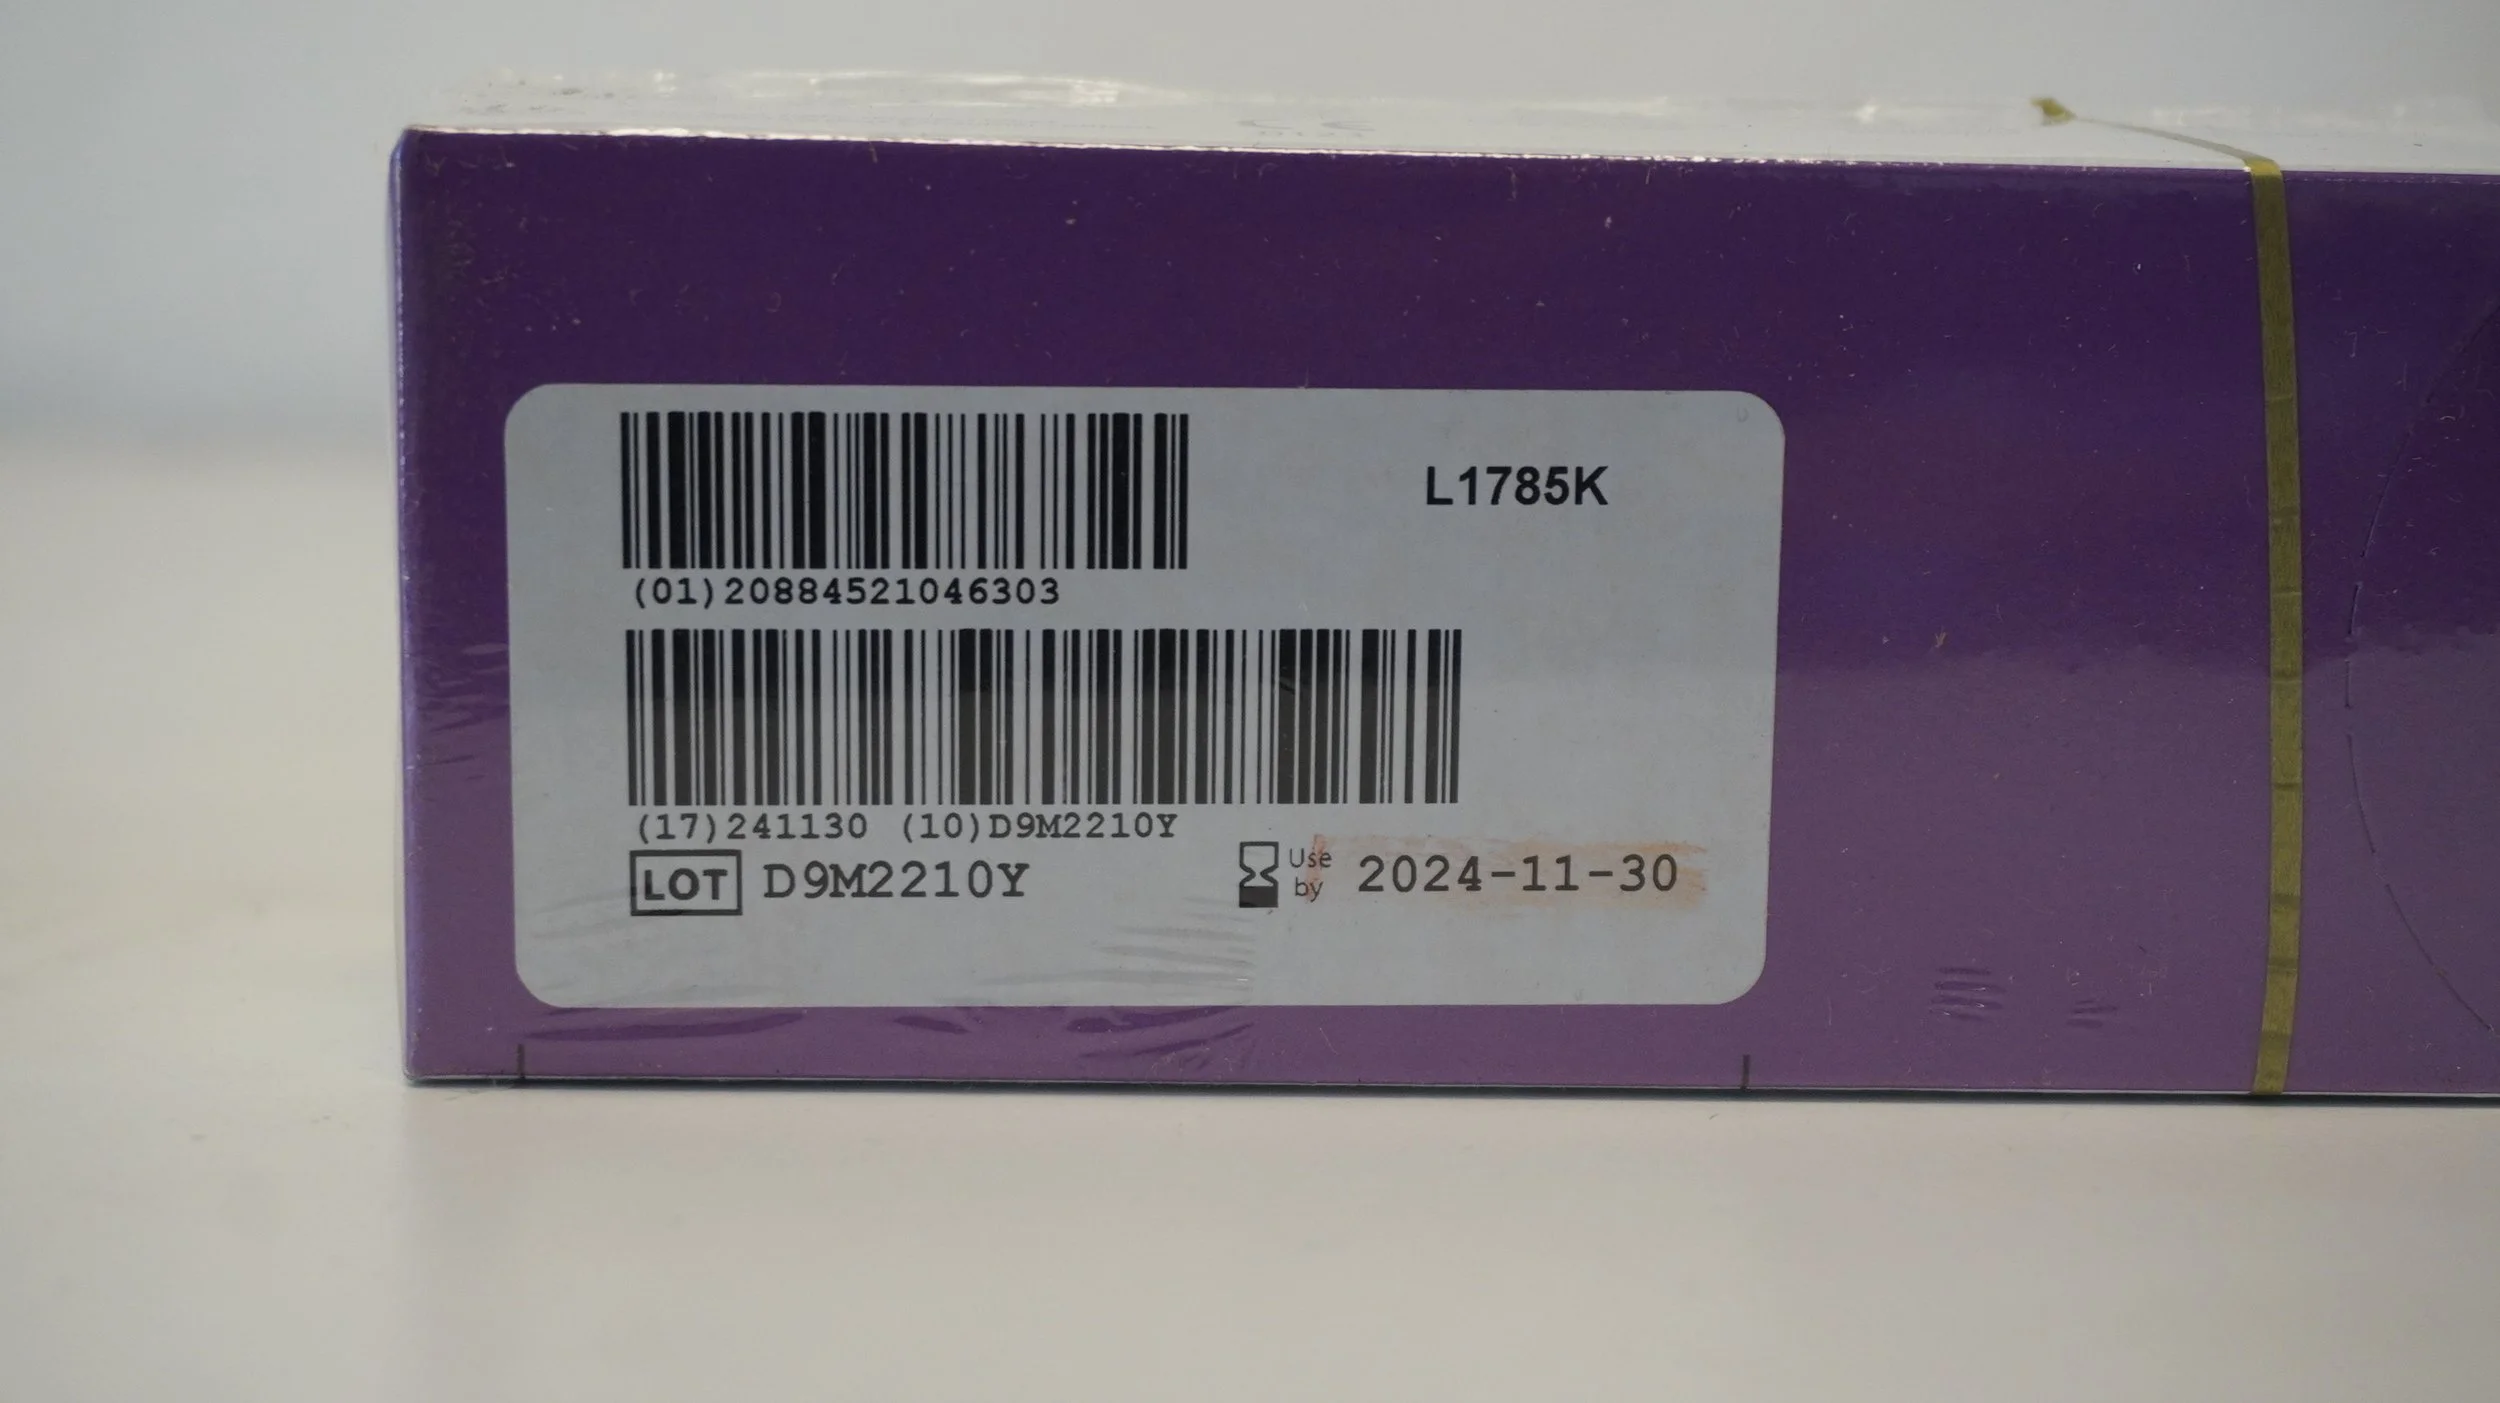 L1785K
(01)20884521046303
(17)241130 (10)D9M2210Y
LOT D9M2210Y
Use by 2024-11-30